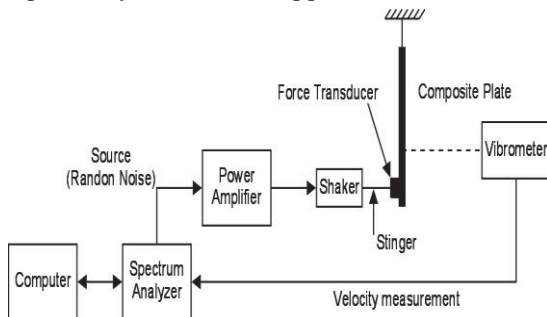 Force Transducer
Composite Plate
Source
(Randon Noise)
Power
Amplifier
Shaker
Vibrometer
Stinger
Computer
Spectrum
Analyzer
Velocity measurement